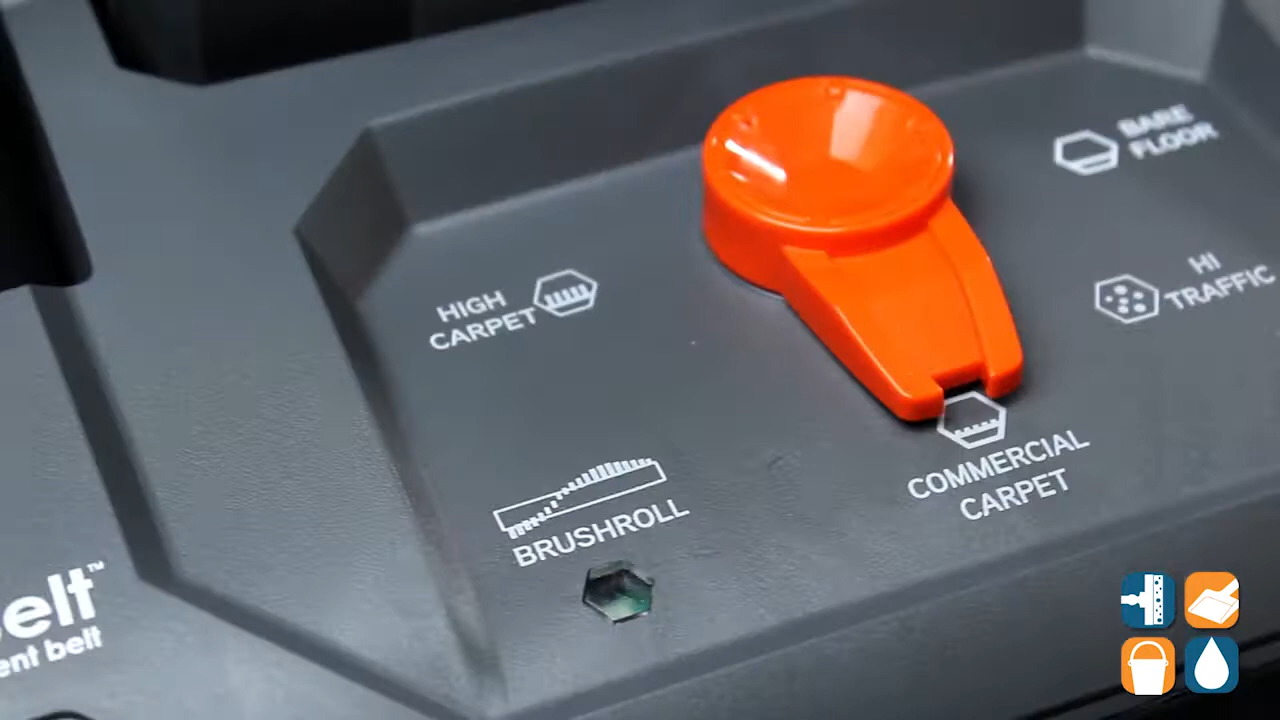 BARE
FLOOR
HI
TRAFFIC
HIGH
CARPET
COMMERCIAL
CARPET
BRUSHROLL
elt™
ent belt